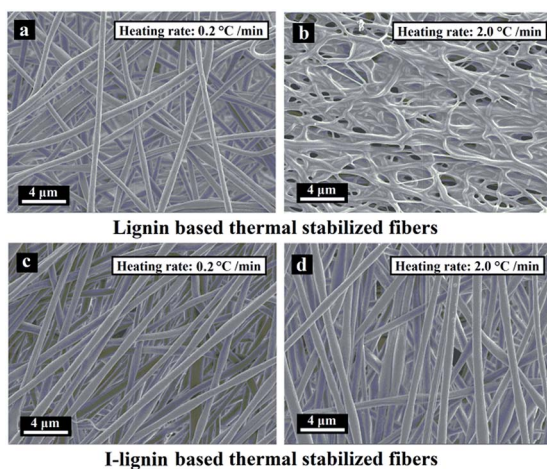 a
Heating rate: 0.2 °C /min
4 μm
b
Heating rate: 2.0 °C /min
4 μm
Lignin based thermal stabilized fibers
c
Heating rate: 0.2 °C /min
4 μm
d
Heating rate: 2.0 °C /min
4 μm
I-lignin based thermal stabilized fibers